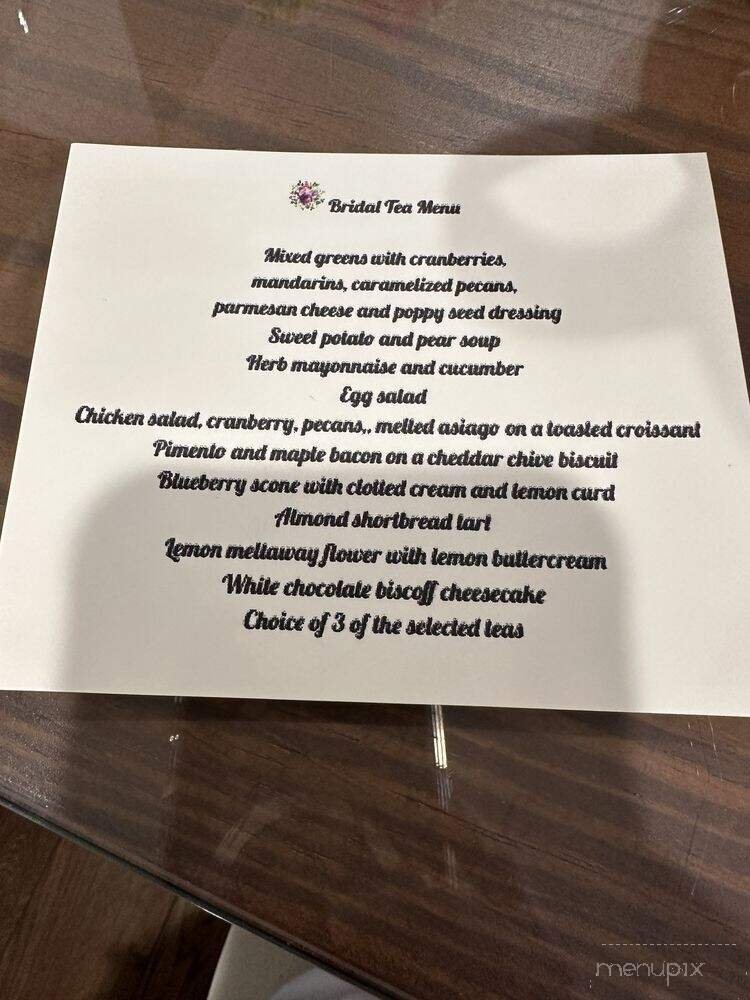 Bridal Tea Menu
Mixed greens with cranberries,
mandarins, caramelized pecans,
parmesan cheese and poppy seed dressing
Sweet potato and pear soup
Herb mayonnaise and cucumber
Egg salad
Chicken salad, cranberry, pecans,, melted asiago on a toasted croissant
Pimento and maple bacon on a cheddar chive biscuit
Blueberry scone with clotted cream and lemon curd
Almond shortbread tart
Lemon meltaway flower with lemon buttercream
White chocolate biscoff cheesecake
Choice of 3 of the selected teas
menupix